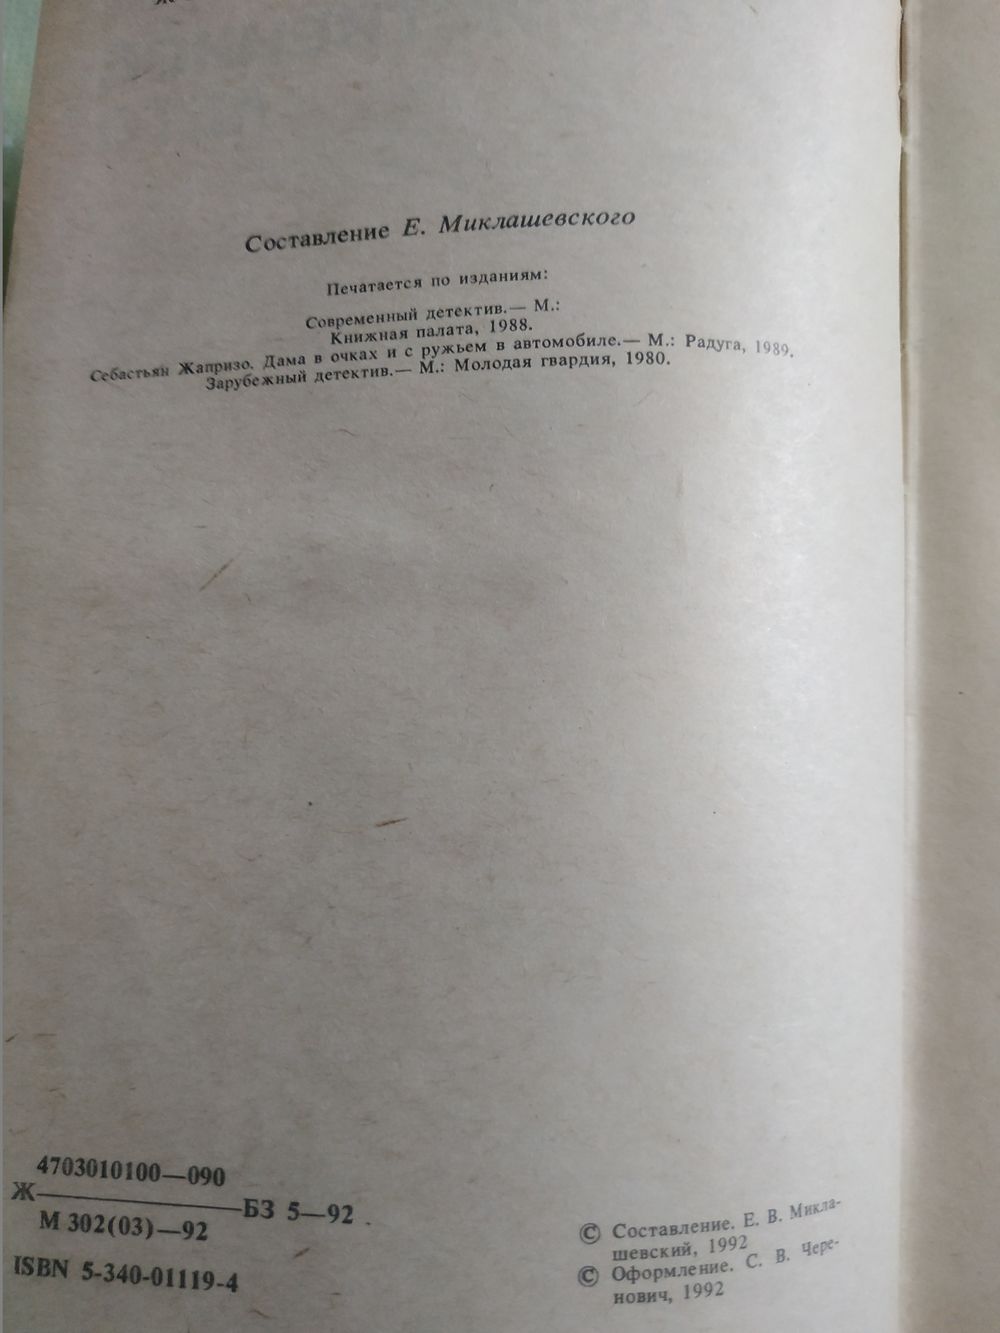 Составление Е. Миклашевского
Печатается по изданиям:
Современный детектив.— М.:
Книжная палата, 1988.
Себастьян Жапризо. Дама в очках и с ружьем в автомобиле.— М.: Радуга, 1989.
Зарубежный детектив.— М.: Молодая гвардия, 1980.
4703010100—090
Ж———БЗ 5—92
М 302(03)—92
ISBN 5-340-01119-4
© Составление. Е. В. Микла-
шевский, 1992
© Оформление. С. В. Чере-
нович, 1992